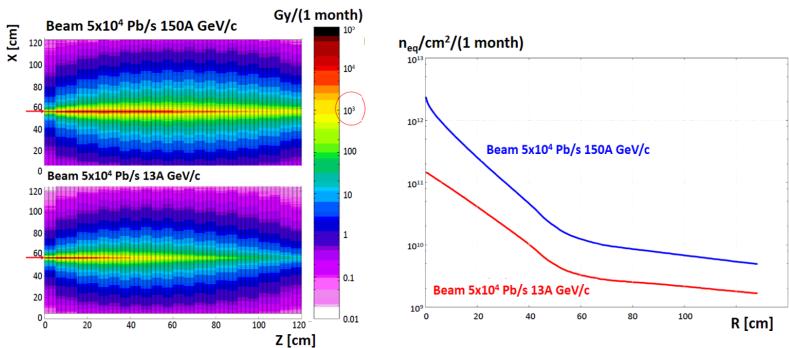 Beam 5x10⁴ Pb/s 150A GeV/c
Gy/(1 month)
X [cm]
120
100
80
60
40
20
0
Beam 5x10⁴ Pb/s 13A GeV/c
120
100
80
60
40
20
0
0 20 40 60 80 100 120
Z [cm]
10⁵
10⁴
10³
100
10
1
0.1
0.01
n_eq/cm²/(1 month)
10¹³
10¹²
10¹¹
10¹⁰
10⁹
Beam 5x10⁴ Pb/s 150A GeV/c
Beam 5x10⁴ Pb/s 13A GeV/c
0 20 40 60 80 100
R [cm]